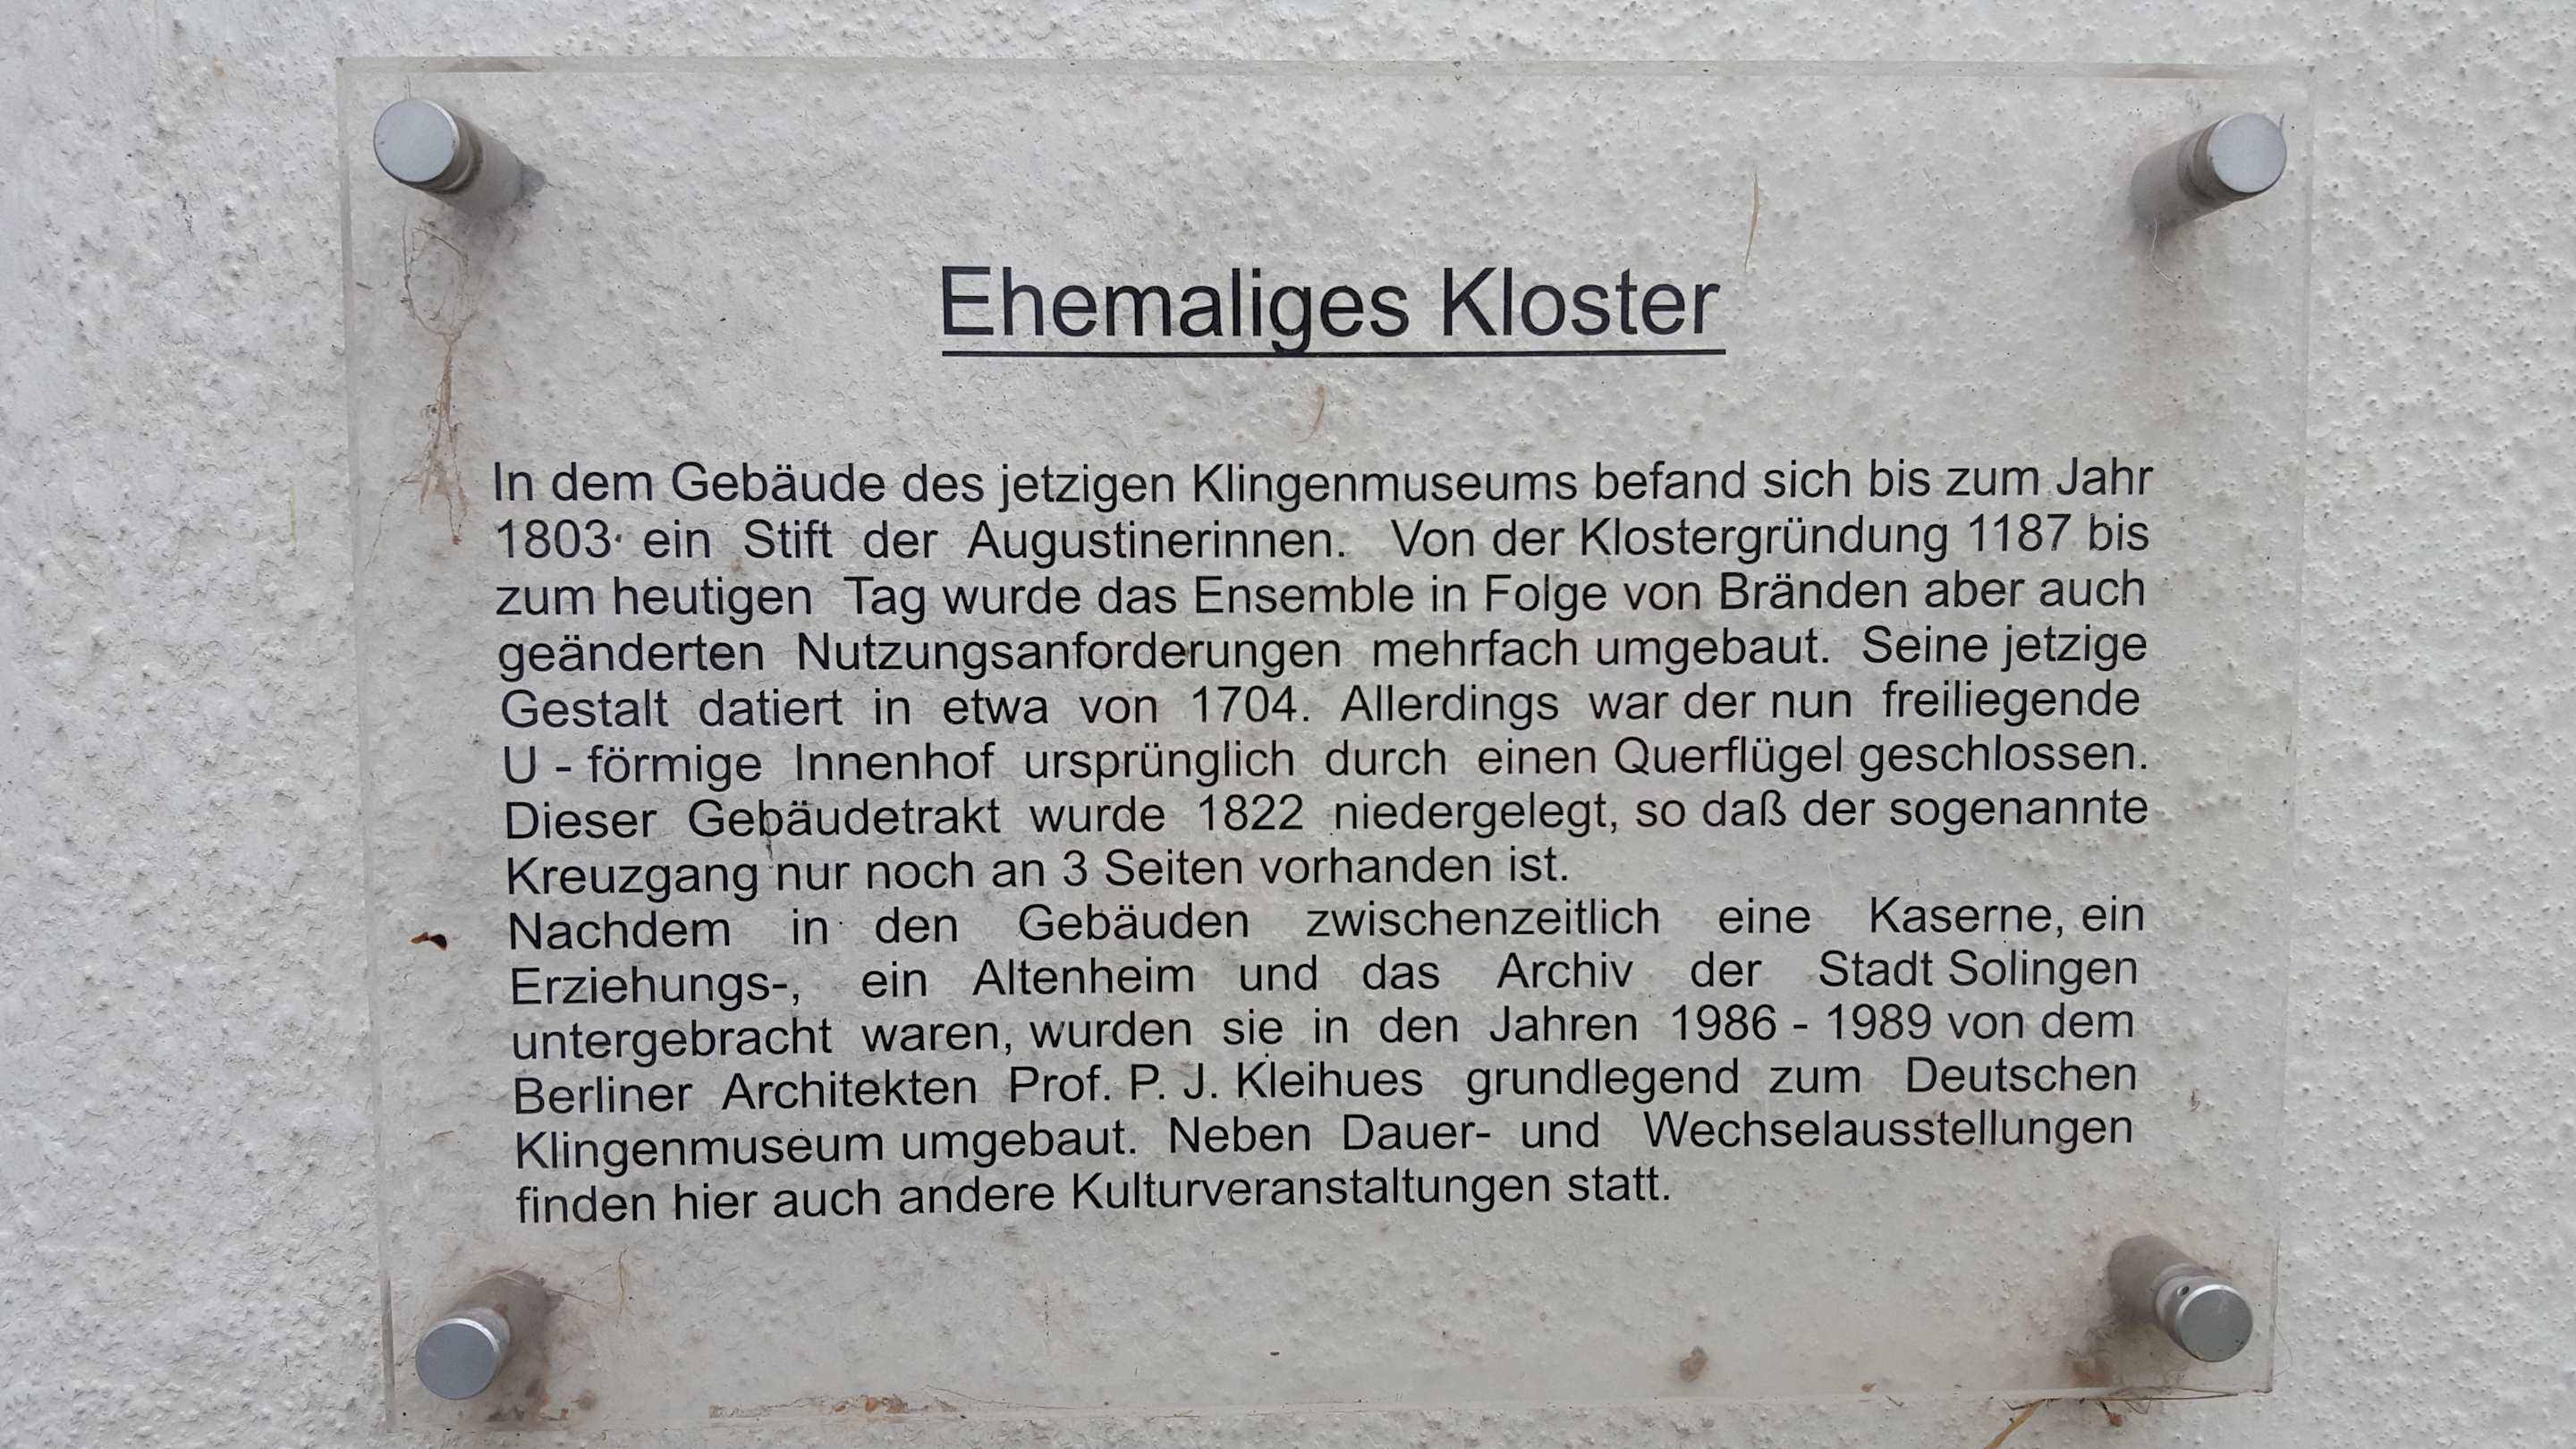 Ehemaliges Kloster
In dem Gebäude des jetzigen Klingenmuseums befand sich bis zum Jahr
1803 ein Stift der Augustinerinnen. Von der Klostergründung 1187 bis
zum heutigen Tag wurde das Ensemble in Folge von Bränden aber auch
geänderten Nutzungsanforderungen mehrfach umgebaut. Seine jetzige
Gestalt datiert in etwa von 1704. Allerdings war der nun freiliegende
U - förmige Innenhof ursprünglich durch einen Querflügel geschlossen.
Dieser Gebäudetrakt wurde 1822 niedergelegt, so daß der sogenannte
Kreuzgang nur noch an 3 Seiten vorhanden ist.
Nachdem in den Gebäuden zwischenzeitlich eine Kaserne, ein
Erziehungs-, ein Altenheim und das Archiv der Stadt Solingen
untergebracht waren, wurden sie in den Jahren 1986 - 1989 von dem
Berliner Architekten Prof. P. J. Kleihues grundlegend zum Deutschen
Klingenmuseum umgebaut. Neben Dauer- und Wechselausstellungen
finden hier auch andere Kulturveranstaltungen statt.